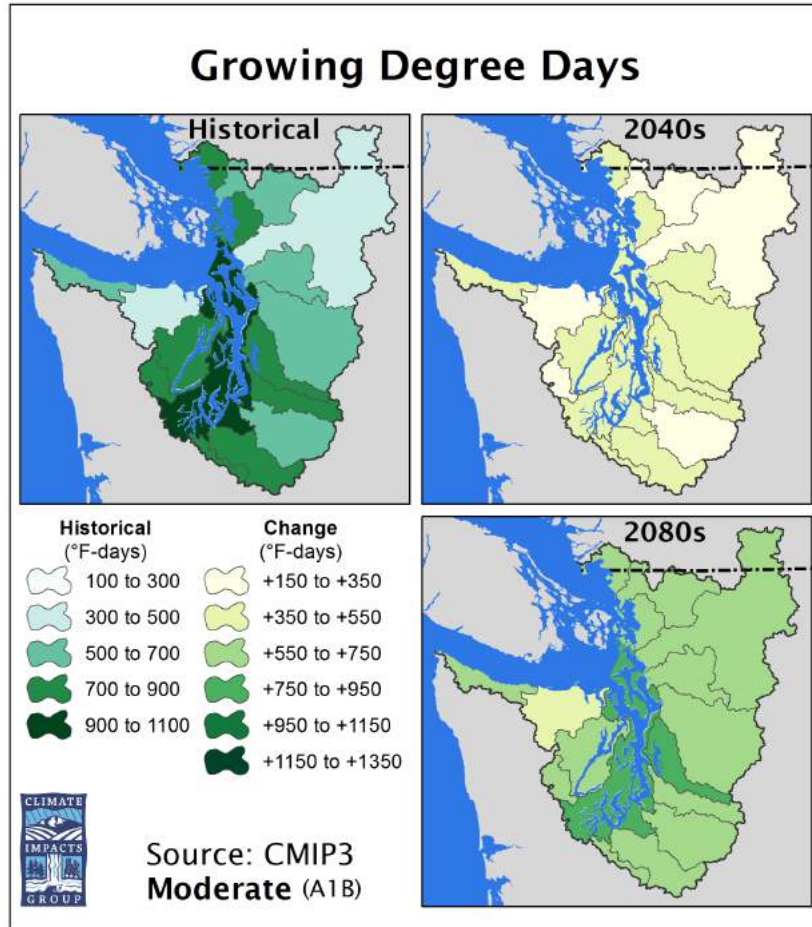 Growing Degree Days
Historical
2040s
Historical
(°F-days)
100 to 300
300 to 500
500 to 700
700 to 900
900 to 1100
Change
(°F-days)
+150 to +350
+350 to +550
+550 to +750
+750 to +950
+950 to +1150
+1150 to +1350
2080s
CLIMATE
IMPACTS
GROUP
Source: CMIP3
Moderate (A1B)